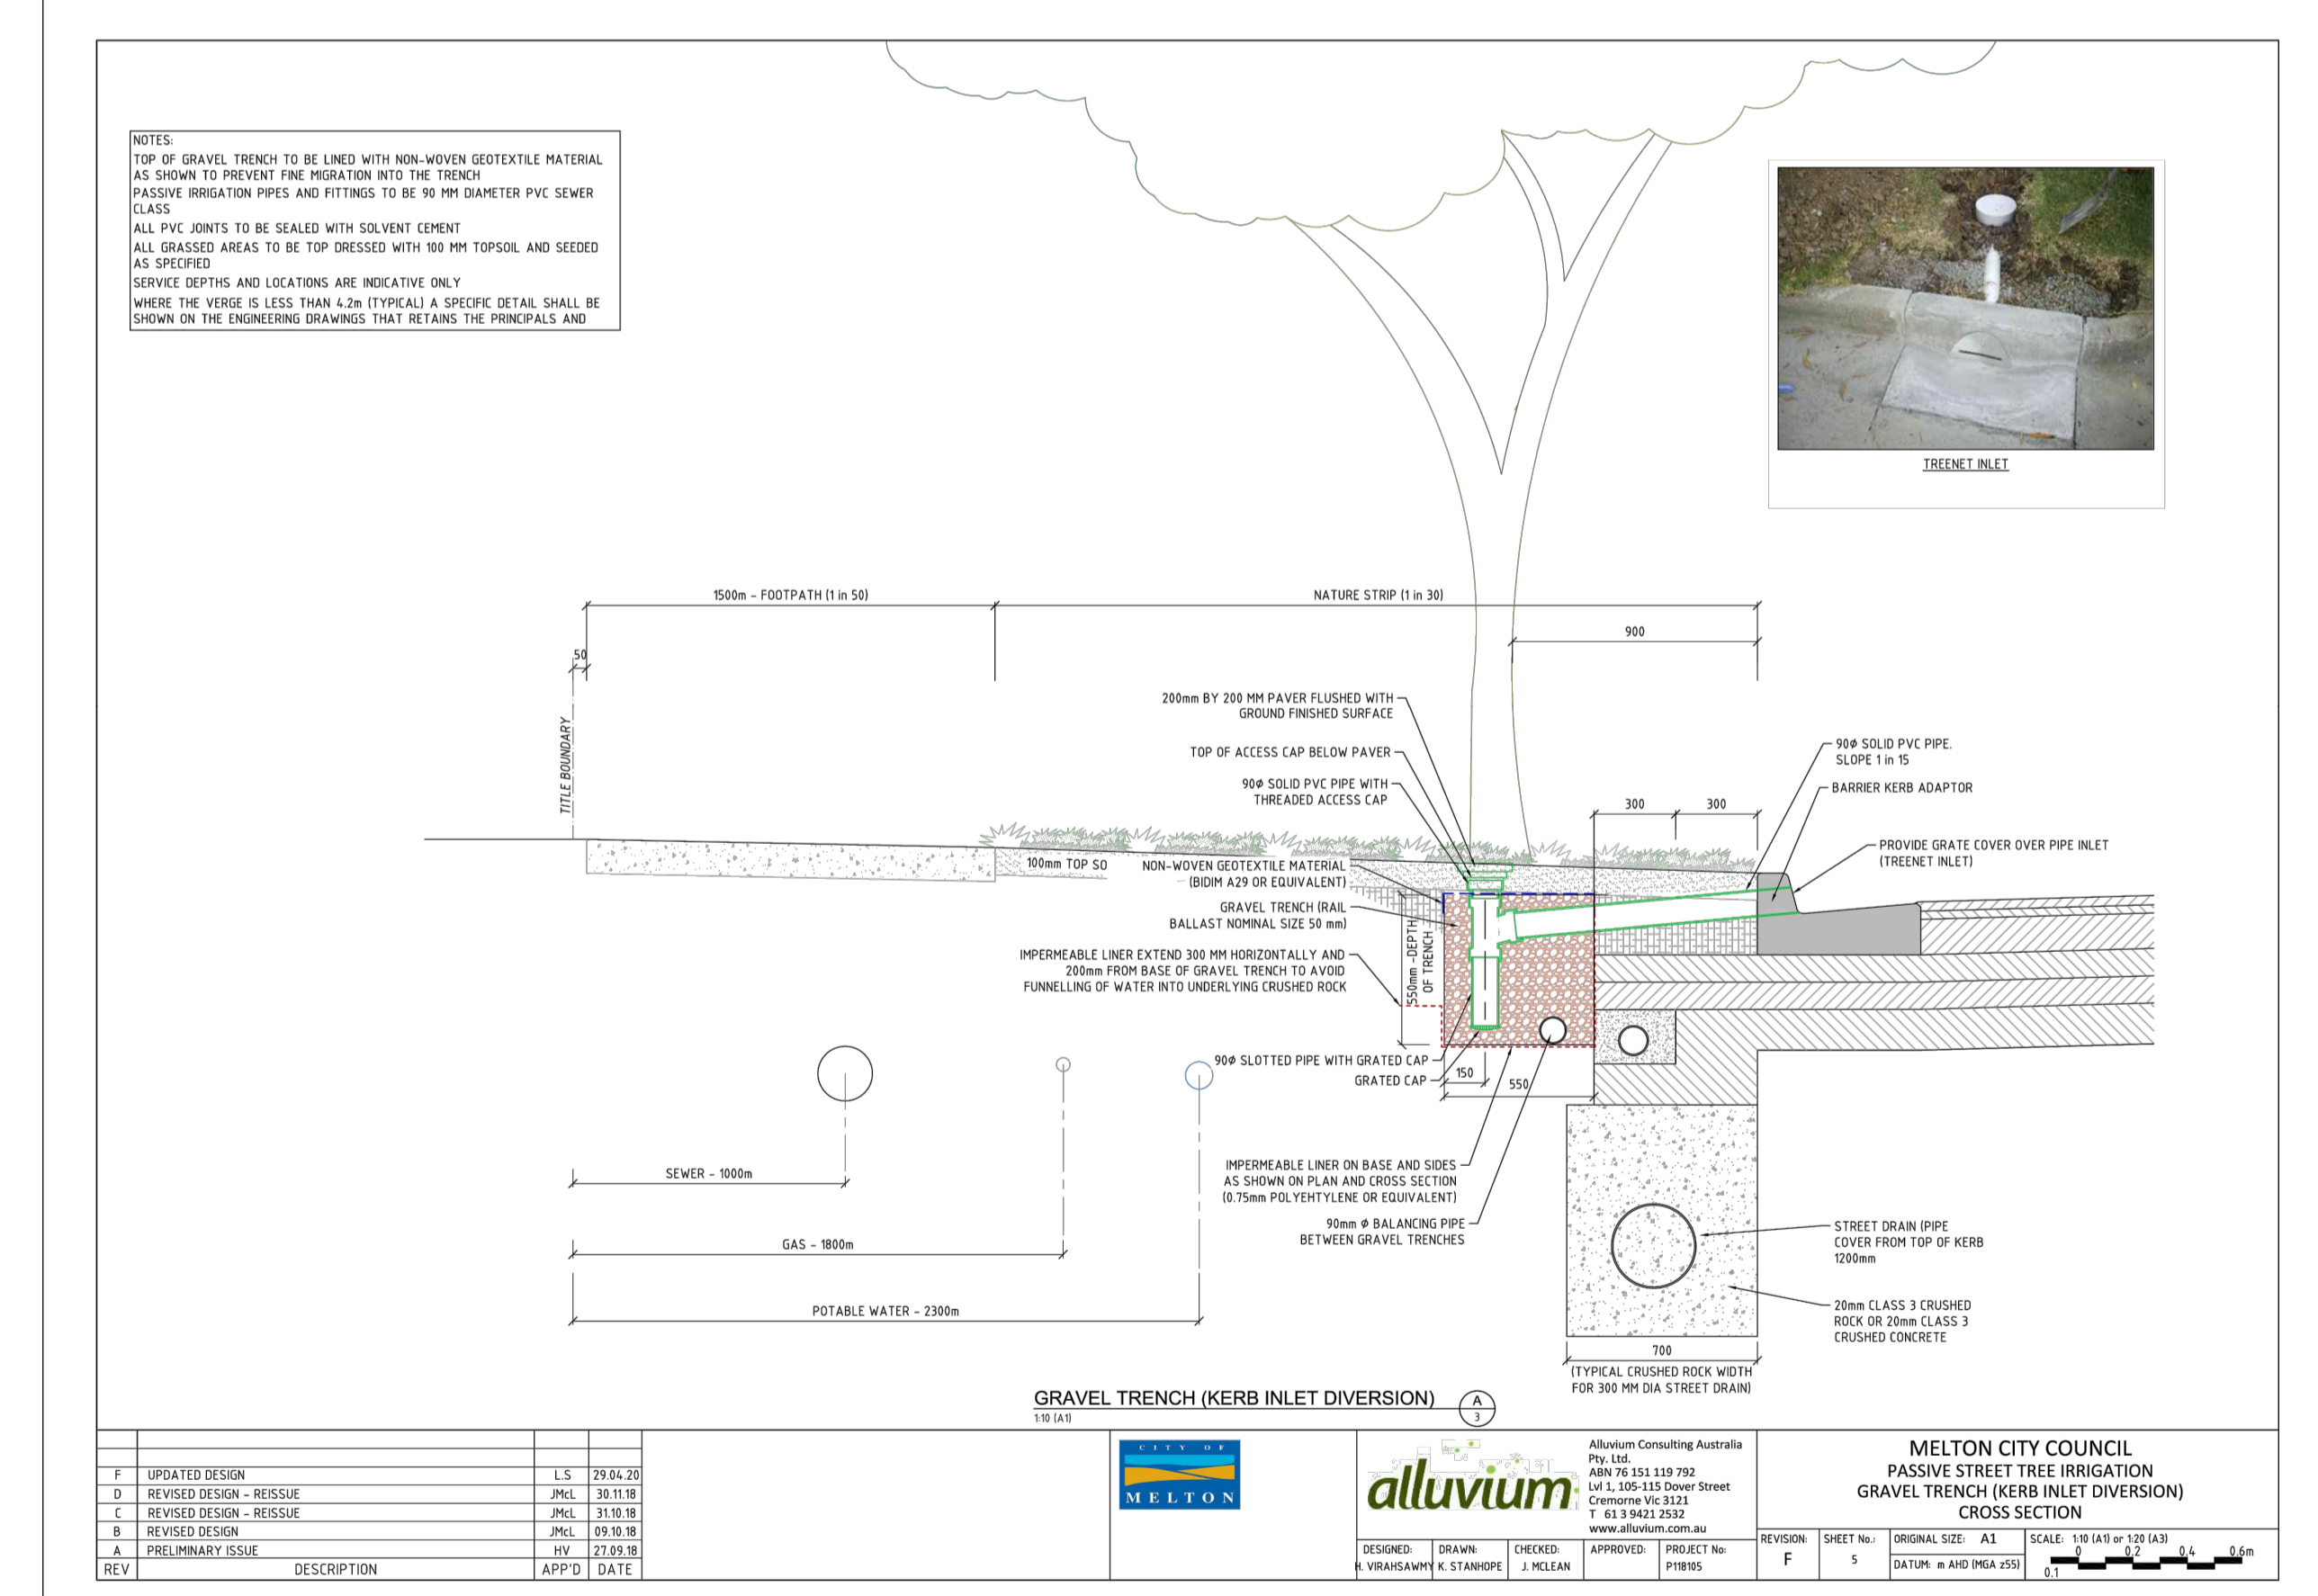 NOTES:
TOP OF GRAVEL TRENCH TO BE LINED WITH NON-WOVEN GEOTEXTILE MATERIAL
AS SHOWN TO PREVENT FINE MIGRATION INTO THE TRENCH
PASSIVE IRRIGATION PIPES AND FITTINGS TO BE 90 MM DIAMETER PVC SEWER
CLASS
ALL PVC JOINTS TO BE SEALED WITH SOLVENT CEMENT
ALL GRASSED AREAS TO BE TOP DRESSED WITH 100 MM TOPSOIL AND SEEDED
AS SPECIFIED
SERVICE DEPTHS AND LOCATIONS ARE INDICATIVE ONLY
WHERE THE VERGE IS LESS THAN 4.2m (TYPICAL) A SPECIFIC DETAIL SHALL BE
SHOWN ON THE ENGINEERING DRAWINGS THAT RETAINS THE PRINCIPALS AND
TREENET INLET
1500m - FOOTPATH (1 in 50)
NATURE STRIP (1 in 30)
900
50
TITLE BOUNDARY
200mm BY 200 MM PAVER FLUSHED WITH
GROUND FINISHED SURFACE
TOP OF ACCESS CAP BELOW PAVER
90ϕ SOLID PVC PIPE WITH
THREADED ACCESS CAP
90ϕ SOLID PVC PIPE.
SLOPE 1 in 15
BARRIER KERB ADAPTOR
300
300
PROVIDE GRATE COVER OVER PIPE INLET
(TREENET INLET)
100mm TOP SO
NON-WOVEN GEOTEXTILE MATERIAL
(BIDIM A29 OR EQUIVALENT)
GRAVEL TRENCH (RAIL
BALLAST NOMINAL SIZE 50 mm)
IMPERMEABLE LINER EXTEND 300 MM HORIZONTALLY AND
200mm FROM BASE OF GRAVEL TRENCH TO AVOID
FUNNELLING OF WATER INTO UNDERLYING CRUSHED ROCK
550mm -DEPTH
OF TRENCH
90ϕ SLOTTED PIPE WITH GRATED CAP
GRATED CAP
150
550
SEWER - 1000m
GAS - 1800m
POTABLE WATER - 2300m
IMPERMEABLE LINER ON BASE AND SIDES
AS SHOWN ON PLAN AND CROSS SECTION
(0.75mm POLYEHTYLENE OR EQUIVALENT)
90mm ϕ BALANCING PIPE
BETWEEN GRAVEL TRENCHES
STREET DRAIN (PIPE
COVER FROM TOP OF KERB
1200mm
20mm CLASS 3 CRUSHED
ROCK OR 20mm CLASS 3
CRUSHED CONCRETE
700
(TYPICAL CRUSHED ROCK WIDTH
FOR 300 MM DIA STREET DRAIN)
GRAVEL TRENCH (KERB INLET DIVERSION)
A
3
1:10 (A1)
F UPDATED DESIGN L.S 29.04.20
D REVISED DESIGN - REISSUE JMcL 30.11.18
C REVISED DESIGN - REISSUE JMcL 31.10.18
B REVISED DESIGN JMcL 09.10.18
A PRELIMINARY ISSUE HV 27.09.18
REV DESCRIPTION APP'D DATE
CITY OF
MELTON
alluvium
Alluvium Consulting Australia
Pty. Ltd.
ABN 76 151 119 792
Lvl 1, 105-115 Dover Street
Cremorne Vic 3121
T 61 3 9421 2532
www.alluvium.com.au
DESIGNED: DRAWN: CHECKED: APPROVED: PROJECT No:
H. VIRAHSAWMY K. STANHOPE J. MCLEAN P118105
MELTON CITY COUNCIL
PASSIVE STREET TREE IRRIGATION
GRAVEL TRENCH (KERB INLET DIVERSION)
CROSS SECTION
REVISION: SHEET No.: ORIGINAL SIZE: A1 SCALE: 1:10 (A1) or 1:20 (A3)
F 5 DATUM: m AHD (MGA z55)
0 0.2 0.4 0.6m
0.1